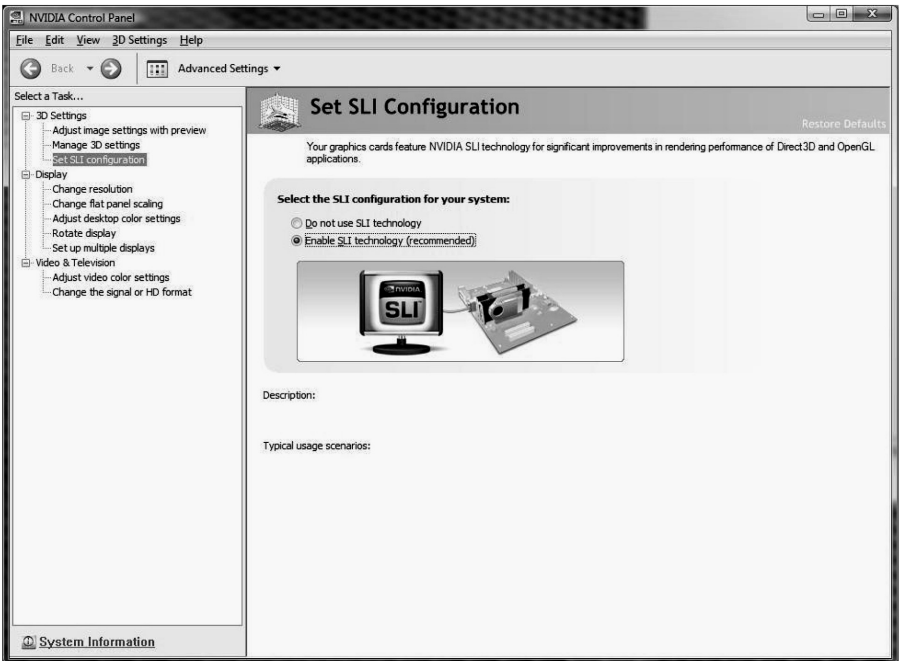 NVIDIA Control Panel
File Edit View 3D Settings Help
Back Advanced Settings
Select a Task...
3D Settings
Adjust image settings with preview
Manage 3D settings
Set SLI configuration
Display
Change resolution
Change flat panel scaling
Adjust desktop color settings
Rotate display
Set up multiple displays
Video & Television
Adjust video color settings
Change the signal or HD format
System Information
Set SLI Configuration
Restore Defaults
Your graphics cards feature NVIDIA SLI technology for significant improvements in rendering performance of Direct3D and OpenGL
applications.
Select the SLI configuration for your system:
Do not use SLI technology
Enable SLI technology (recommended)
NVIDIA
SLI
Description:
Typical usage scenarios: